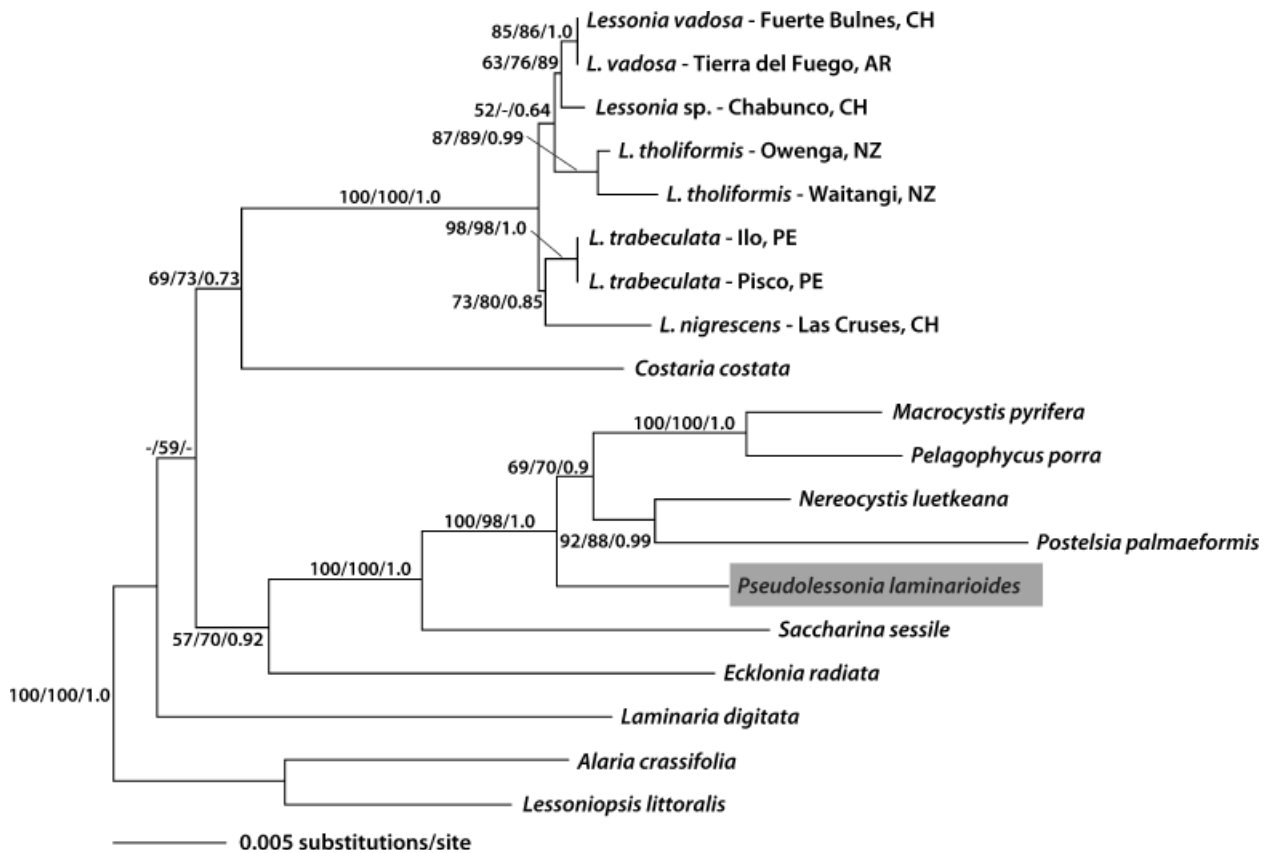 Lessonia vadosa - Fuerte Bulnes, CH
85/86/1.0
63/76/89
L. vadosa - Tierra del Fuego, AR
Lessonia sp. - Chabunco, CH
52/-/0.64
87/89/0.99
L. tholiformis - Owenga, NZ
L. tholiformis - Waitangi, NZ
100/100/1.0
98/98/1.0
L. trabeculata - Ilo, PE
69/73/0.73
L. trabeculata - Pisco, PE
73/80/0.85
L. nigrescens - Las Cruses, CH
Costaria costata
Macrocystis pyrifera
100/100/1.0
-/59/-
Pelagophycus porra
69/70/0.9
Nereocystis luetkeana
100/98/1.0
92/88/0.99
Postelsia palmaeformis
100/100/1.0
Pseudolessonia laminarioides
Saccharina sessile
57/70/0.92
Ecklonia radiata
100/100/1.0
Laminaria digitata
Alaria crassifolia
Lessoniopsis littoralis
0.005 substitutions/site